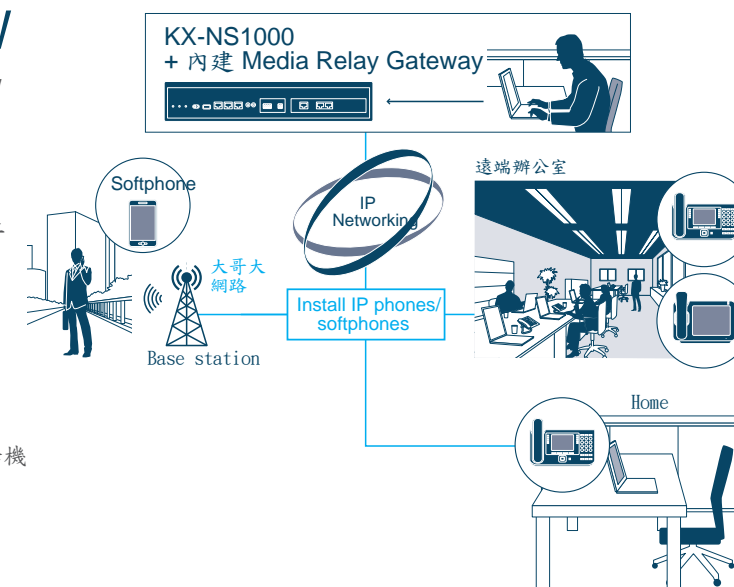 KX-NS1000
+ 內建 Media Relay Gateway
遠端辦公室
Softphone
IP
Networking
大哥大
網路
Install IP phones/
softphones
Base station
Home
機